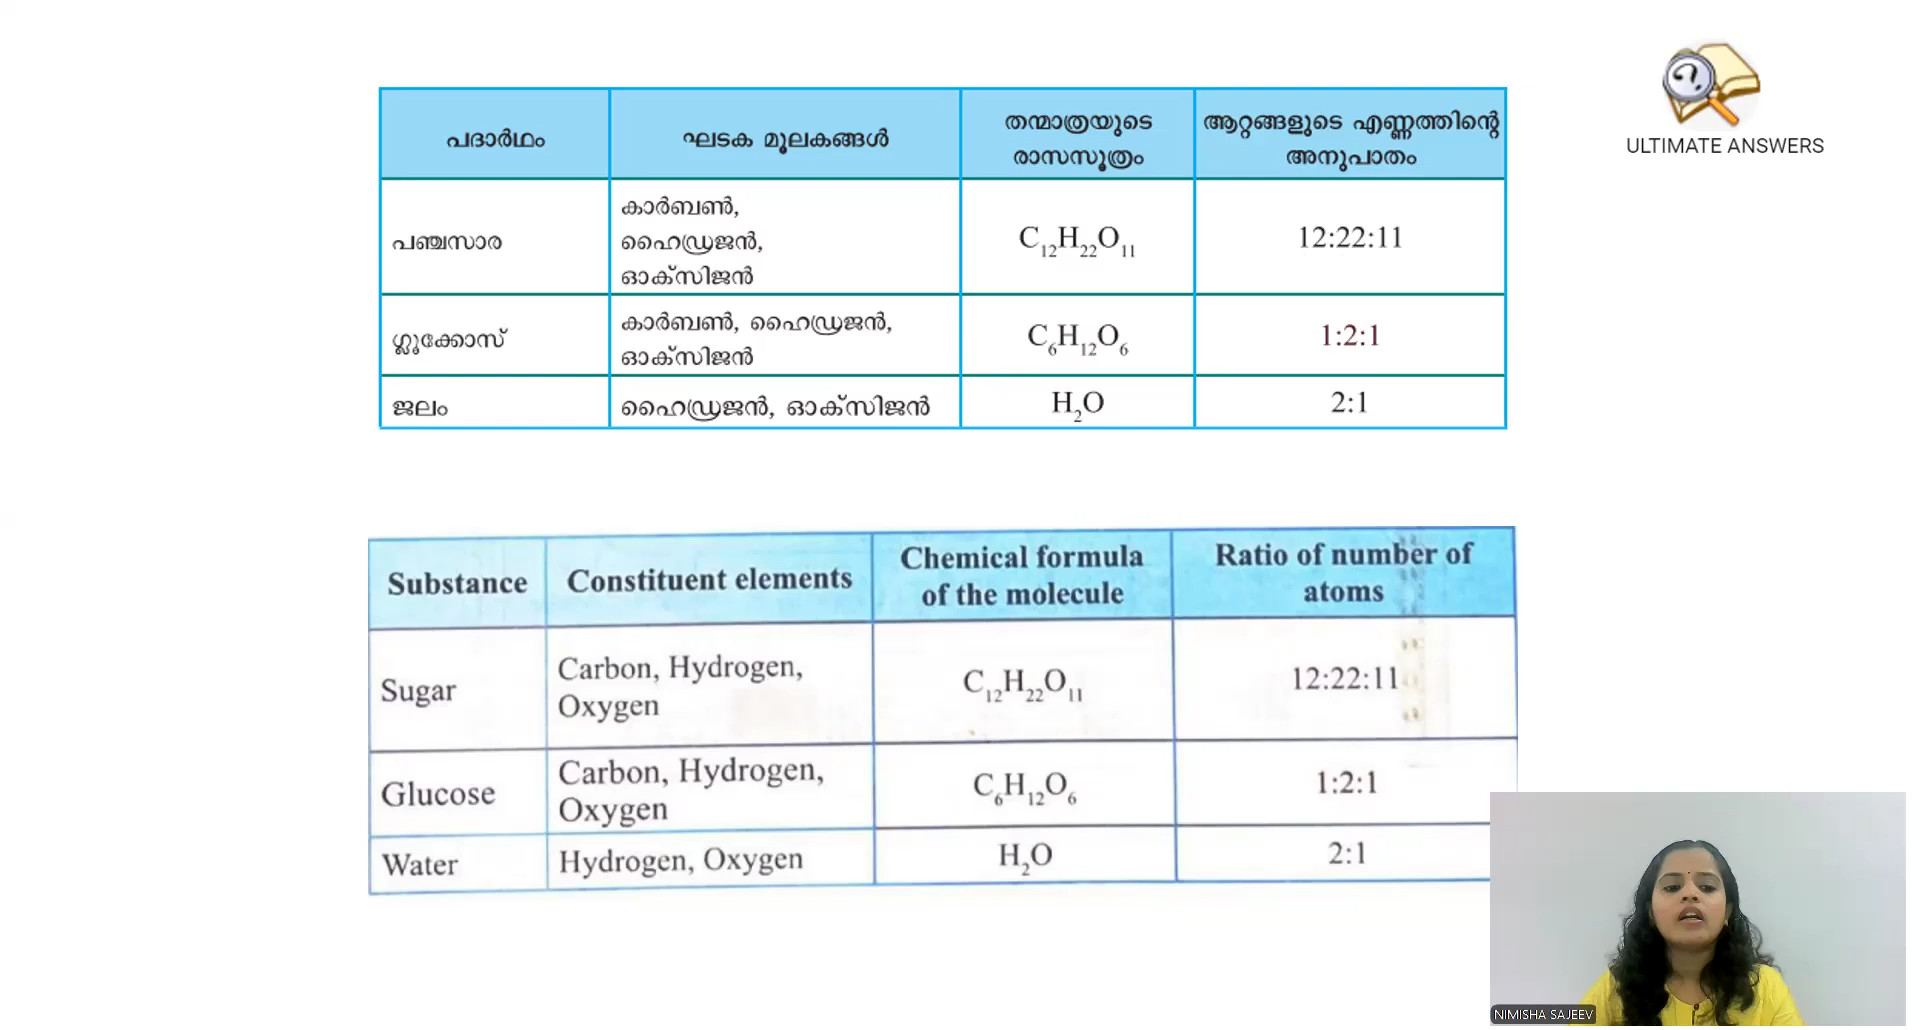 ULTIMATE ANSWERS
പദാർഥം
ഘടക മൂലകങ്ങൾ
തന്മാത്രയുടെ
രാസസൂത്രം
ആറ്റങ്ങളുടെ എണ്ണത്തിന്റെ
അനുപാതം
പഞ്ചസാര
കാർബൺ,
ഹൈഡ്രജൻ,
ഓക്സിജൻ
C₁₂H₂₂O₁₁
12:22:11
ഗ്ലൂക്കോസ്
കാർബൺ, ഹൈഡ്രജൻ,
ഓക്സിജൻ
C₆H₁₂O₆
1:2:1
ജലം
ഹൈഡ്രജൻ, ഓക്സിജൻ
H₂O
2:1
Substance
Constituent elements
Chemical formula
of the molecule
Ratio of number of
atoms
Sugar
Carbon, Hydrogen,
Oxygen
C₁₂H₂₂O₁₁
12:22:11
Glucose
Carbon, Hydrogen,
Oxygen
C₆H₁₂O₆
1:2:1
Water
Hydrogen, Oxygen
H₂O
2:1
NIMISHA SAJEEV